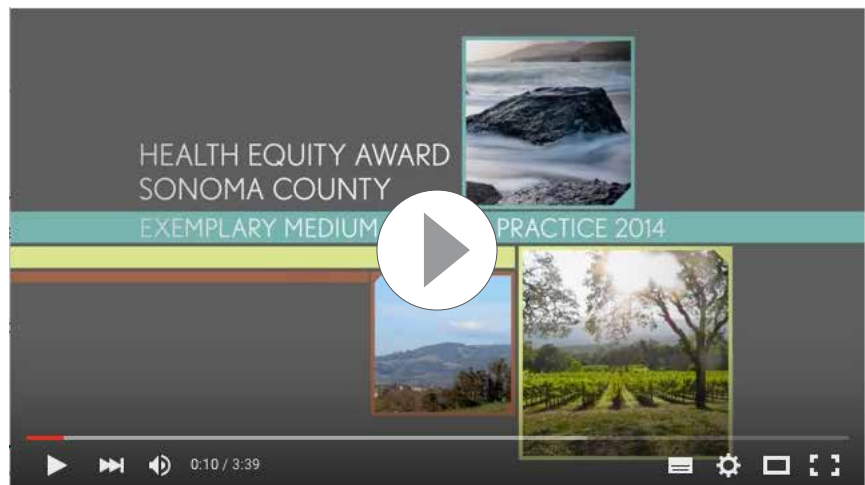 HEALTH EQUITY AWARD
SONOMA COUNTY
EXEMPLARY MEDIUM PRACTICE 2014
0:10 / 3:39